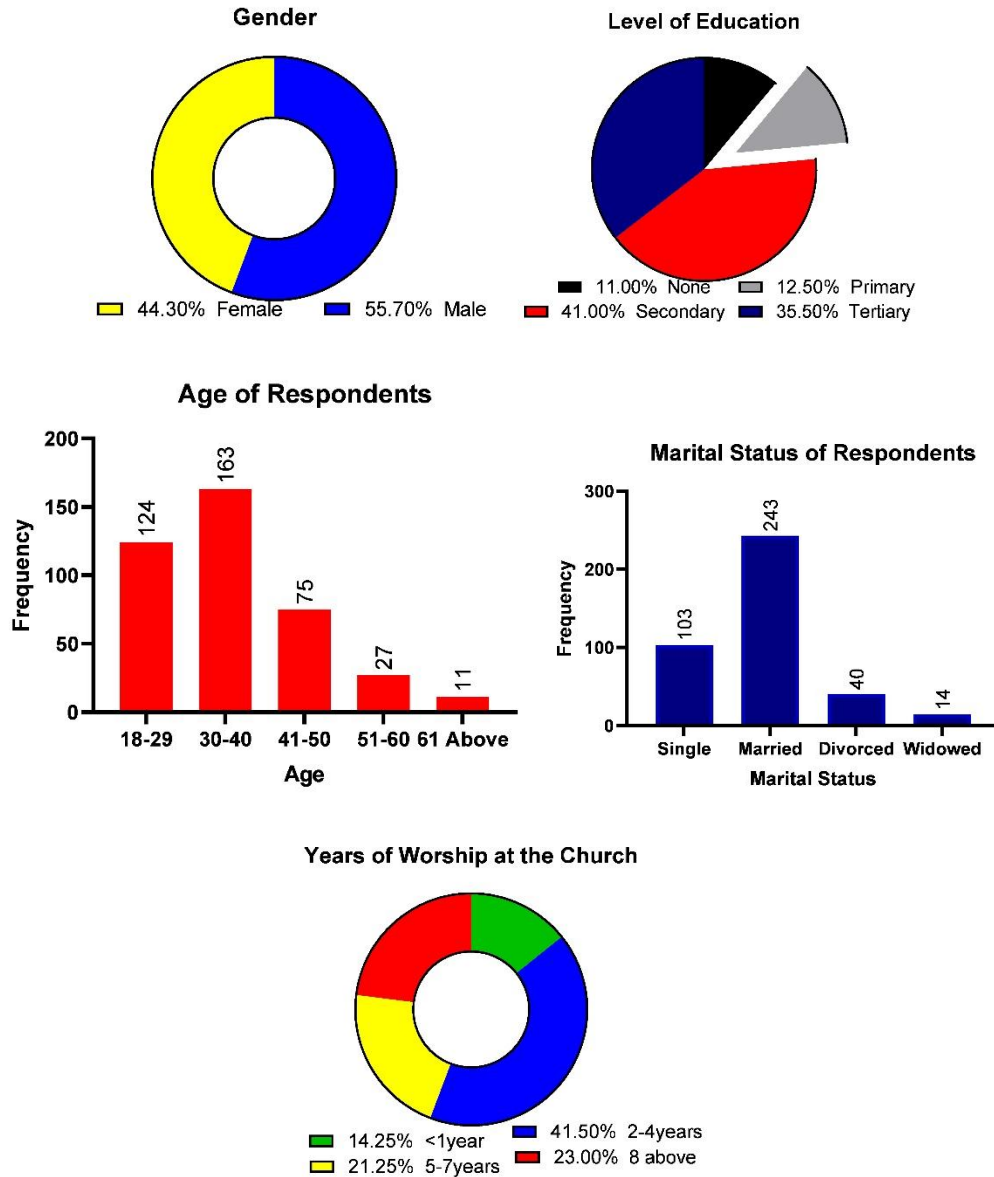 Gender
44.30% Female 55.70% Male
Level of Education
11.00% None 12.50% Primary
41.00% Secondary 35.50% Tertiary
Age of Respondents
Frequency
200
150
100
50
0
124
163
75
27
11
18-29 30-40 41-50 51-60 61 Above
Age
Marital Status of Respondents
Frequency
300
200
100
0
103
243
40
14
Single Married Divorced Widowed
Marital Status
Years of Worship at the Church
14.25% <1year 41.50% 2-4years
21.25% 5-7years 23.00% 8 above